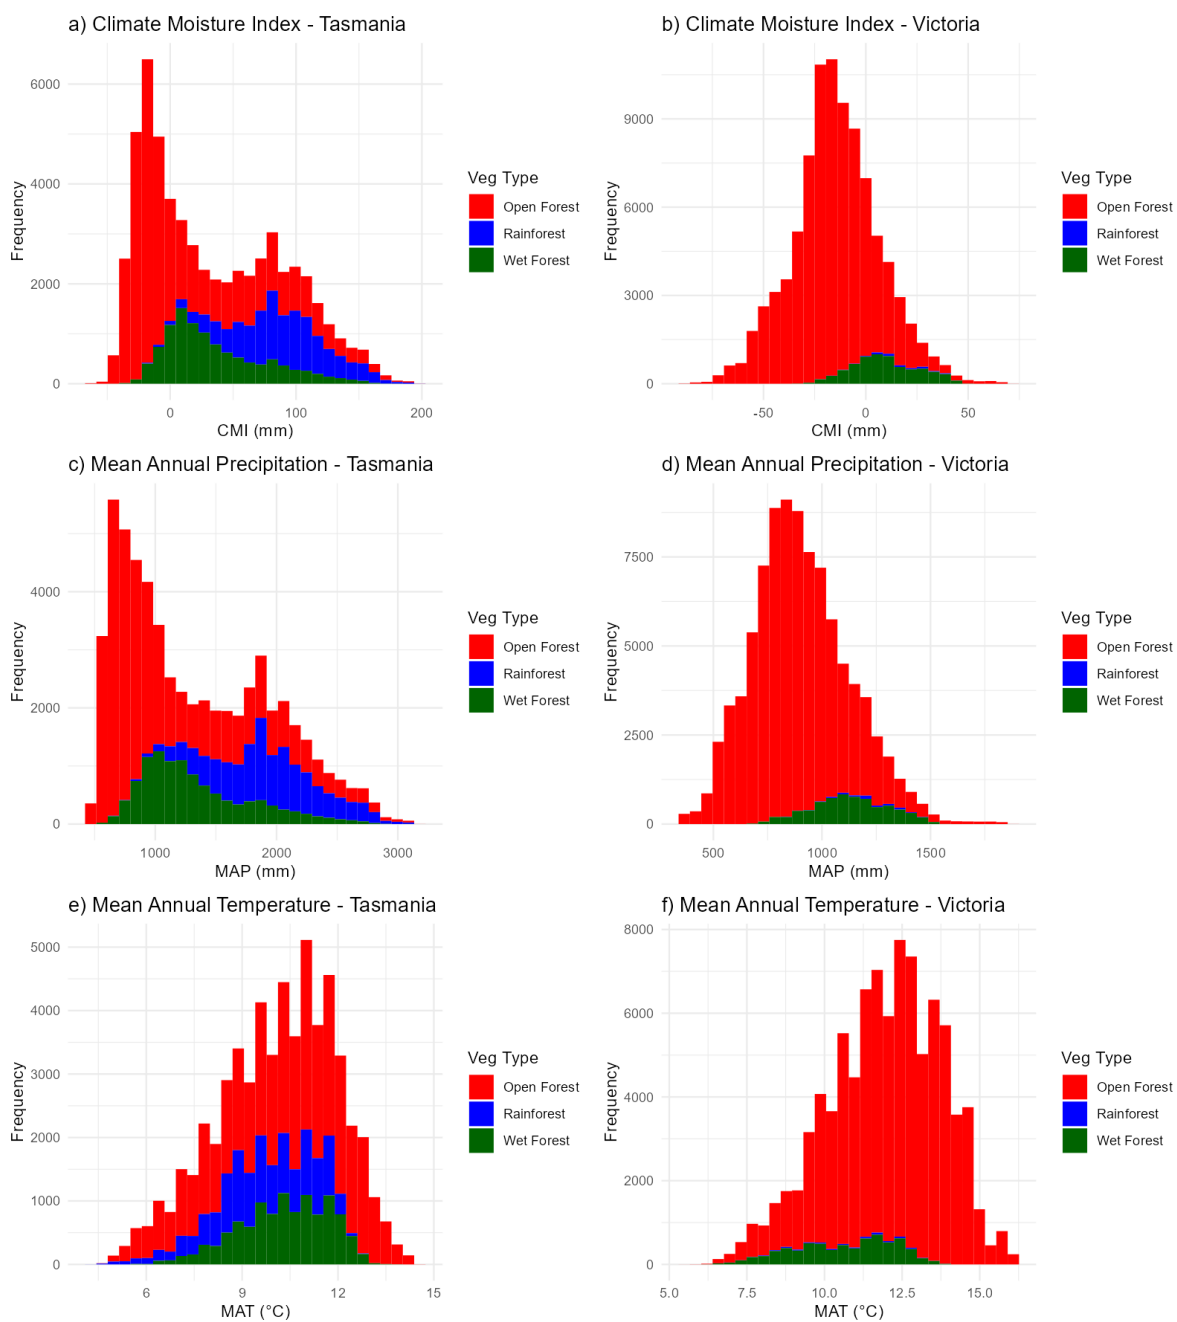 a) Climate Moisture Index - Tasmania
Frequency
6000
4000
2000
0
0 100 200
CMI (mm)
Veg Type
Open Forest
Rainforest
Wet Forest
b) Climate Moisture Index - Victoria
Frequency
9000
6000
3000
0
-50 0 50
CMI (mm)
Veg Type
Open Forest
Rainforest
Wet Forest
c) Mean Annual Precipitation - Tasmania
Frequency
4000
2000
0
1000 2000 3000
MAP (mm)
Veg Type
Open Forest
Rainforest
Wet Forest
d) Mean Annual Precipitation - Victoria
Frequency
7500
5000
2500
0
500 1000 1500
MAP (mm)
Veg Type
Open Forest
Rainforest
Wet Forest
e) Mean Annual Temperature - Tasmania
Frequency
5000
4000
3000
2000
1000
0
6 9 12 15
MAT (°C)
Veg Type
Open Forest
Rainforest
Wet Forest
f) Mean Annual Temperature - Victoria
Frequency
8000
6000
4000
2000
0
5.0 7.5 10.0 12.5 15.0
MAT (°C)
Veg Type
Open Forest
Rainforest
Wet Forest